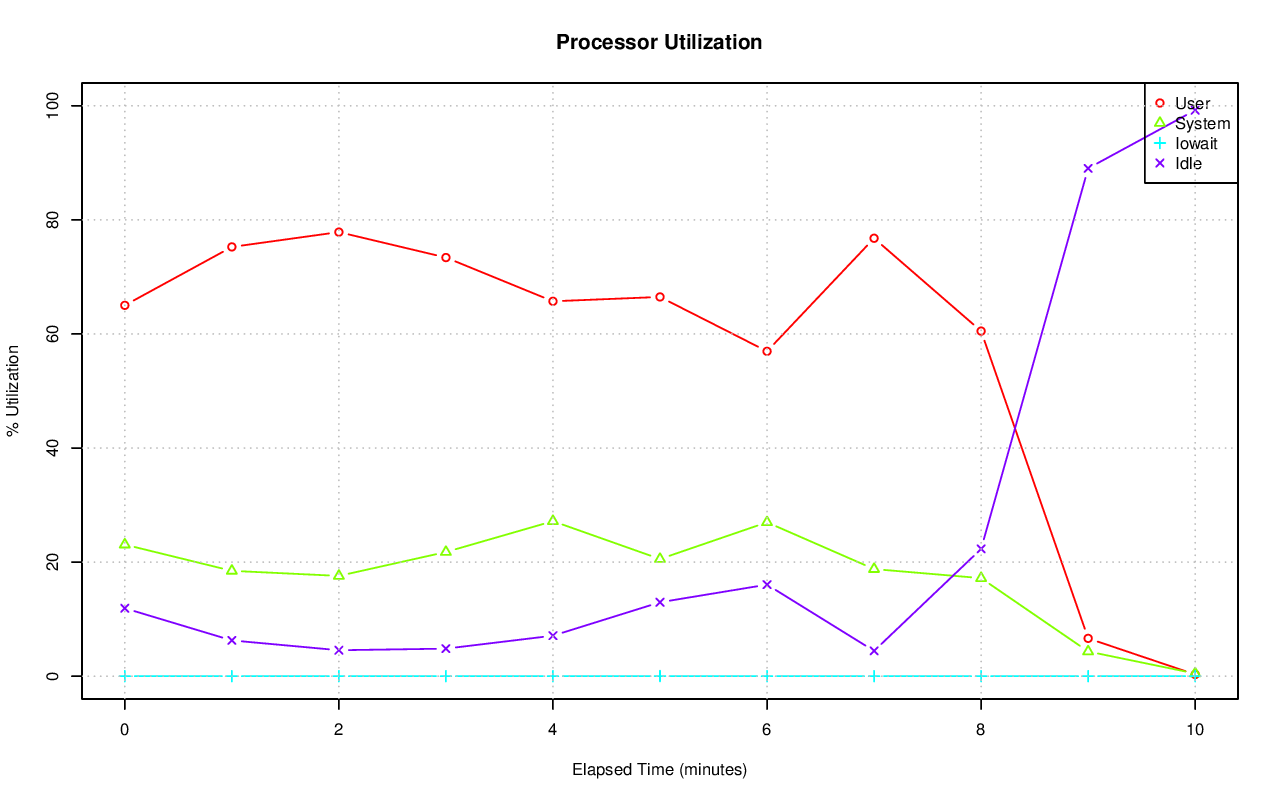 Processor Utilization
% Utilization
100
80
60
40
20
0
User
System
Iowait
Idle
0 2 4 6 8 10
Elapsed Time (minutes)